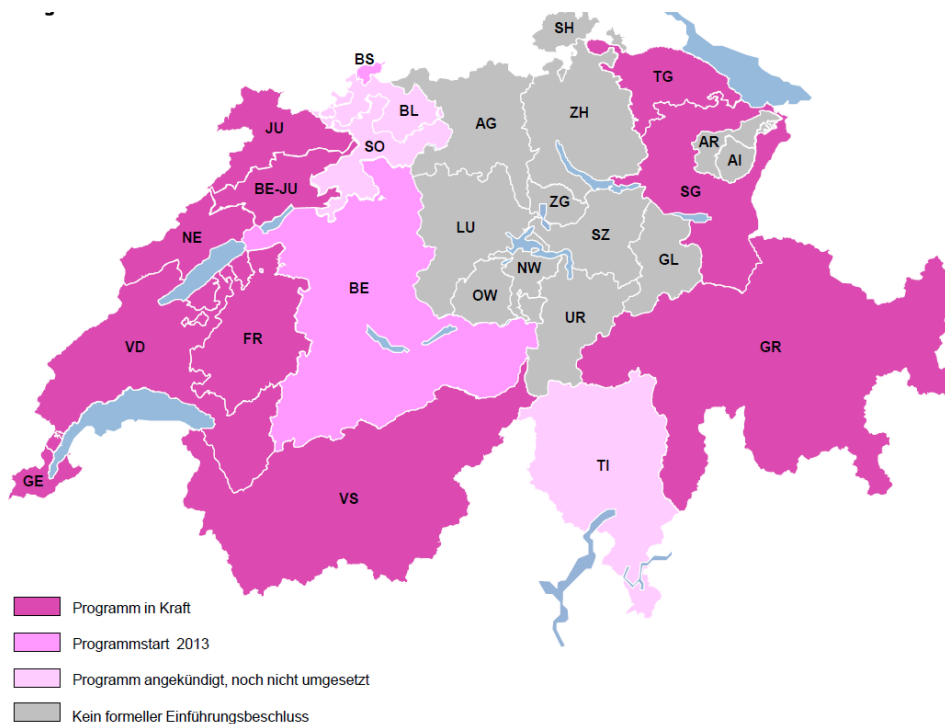 SH
BS
TG
BL
AG
ZH
JU
AR
SO
AI
BE-JU
SG
ZG
LU
NE
SZ
GL
NW
BE
OW
UR
FR
VD
GR
TI
GE
VS
Programm in Kraft
Programmstart 2013
Programm angekündigt, noch nicht umgesetzt
Kein formeller Einführungsbeschluss